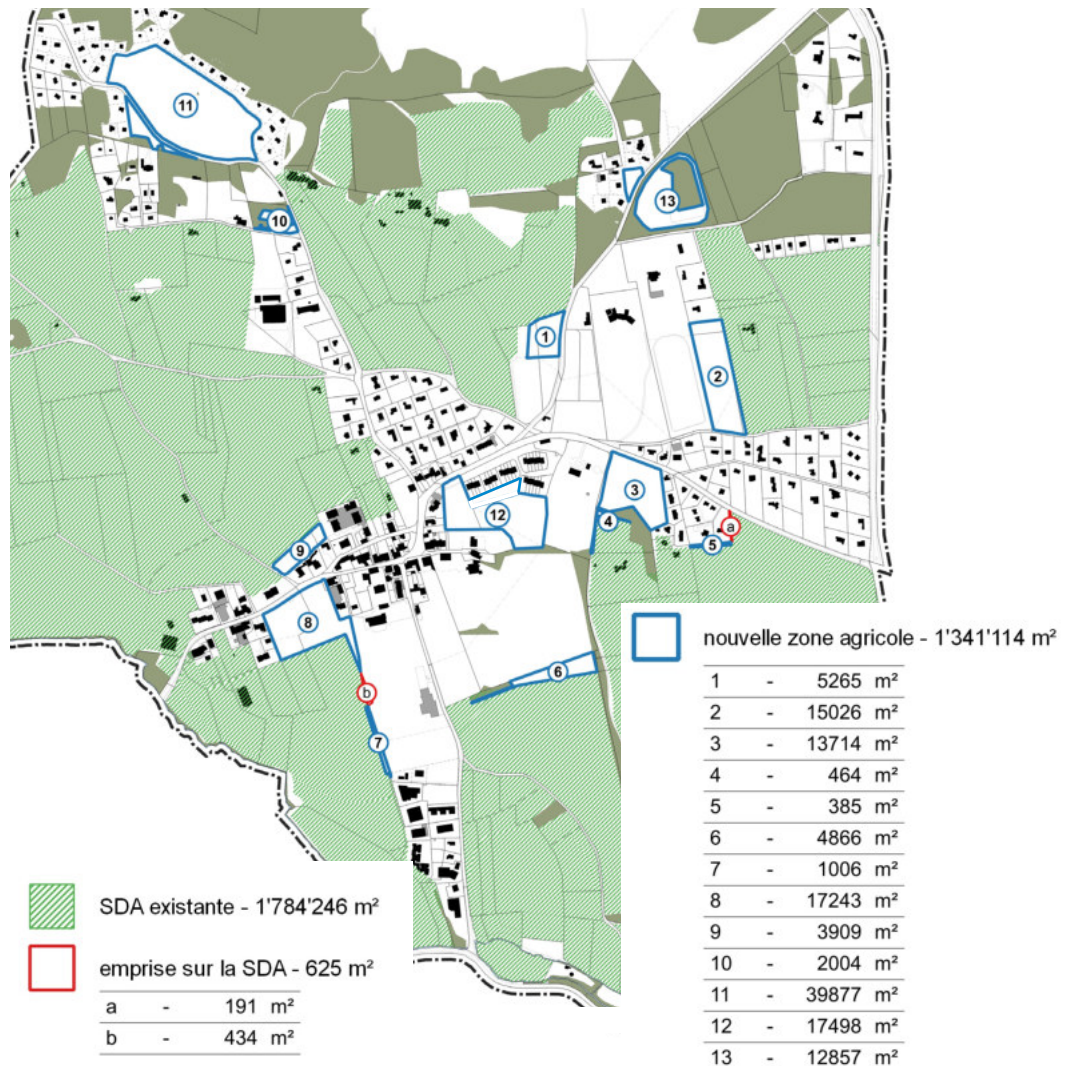 11
13
10
1
2
3
12
4
a
5
9
8
6
b
7
nouvelle zone agricole - 1'341'114 m²
1 - 5265 m²
2 - 15026 m²
3 - 13714 m²
4 - 464 m²
5 - 385 m²
6 - 4866 m²
7 - 1006 m²
8 - 17243 m²
9 - 3909 m²
10 - 2004 m²
11 - 39877 m²
12 - 17498 m²
13 - 12857 m²
SDA existante - 1'784'246 m²
emprise sur la SDA - 625 m²
a - 191 m²
b - 434 m²